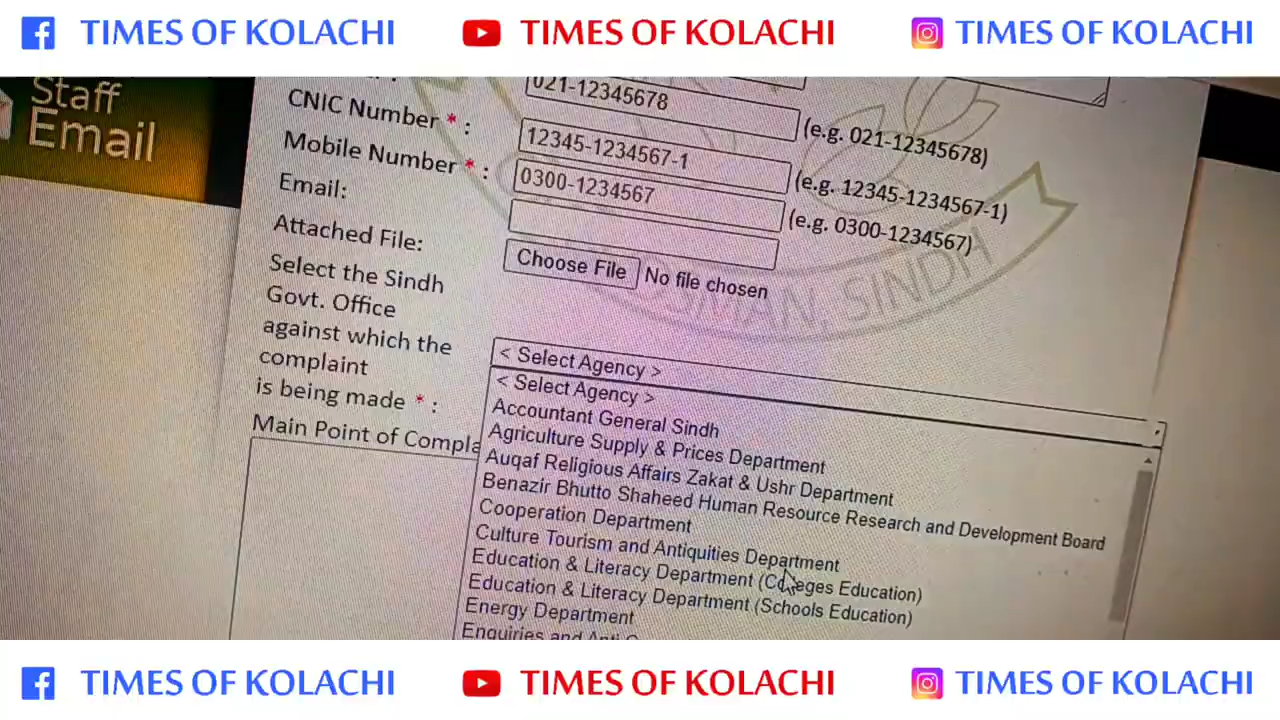 TIMES OF KOLACHI TIMES OF KOLACHI TIMES OF KOLACHI
Staff
Email
021-12345678 (e.g. 021-12345678)
CNIC Number * : 12345-1234567-1 (e.g. 12345-1234567-1)
Mobile Number * : 0300-1234567 (e.g. 0300-1234567)
Email:
Attached File: Choose File No file chosen
Select the Sindh
Govt. Office
against which the
complaint
is being made * :
< Select Agency >
< Select Agency >
Accountant General Sindh
Agriculture Supply & Prices Department
Auqaf Religious Affairs Zakat & Ushr Department
Benazir Bhutto Shaheed Human Resource Research and Development Board
Cooperation Department
Culture Tourism and Antiquities Department
Education & Literacy Department (Colleges Education)
Education & Literacy Department (Schools Education)
Energy Department
Enquiries and
Main Point of Compla
SINDH
TIMES OF KOLACHI TIMES OF KOLACHI TIMES OF KOLACHI